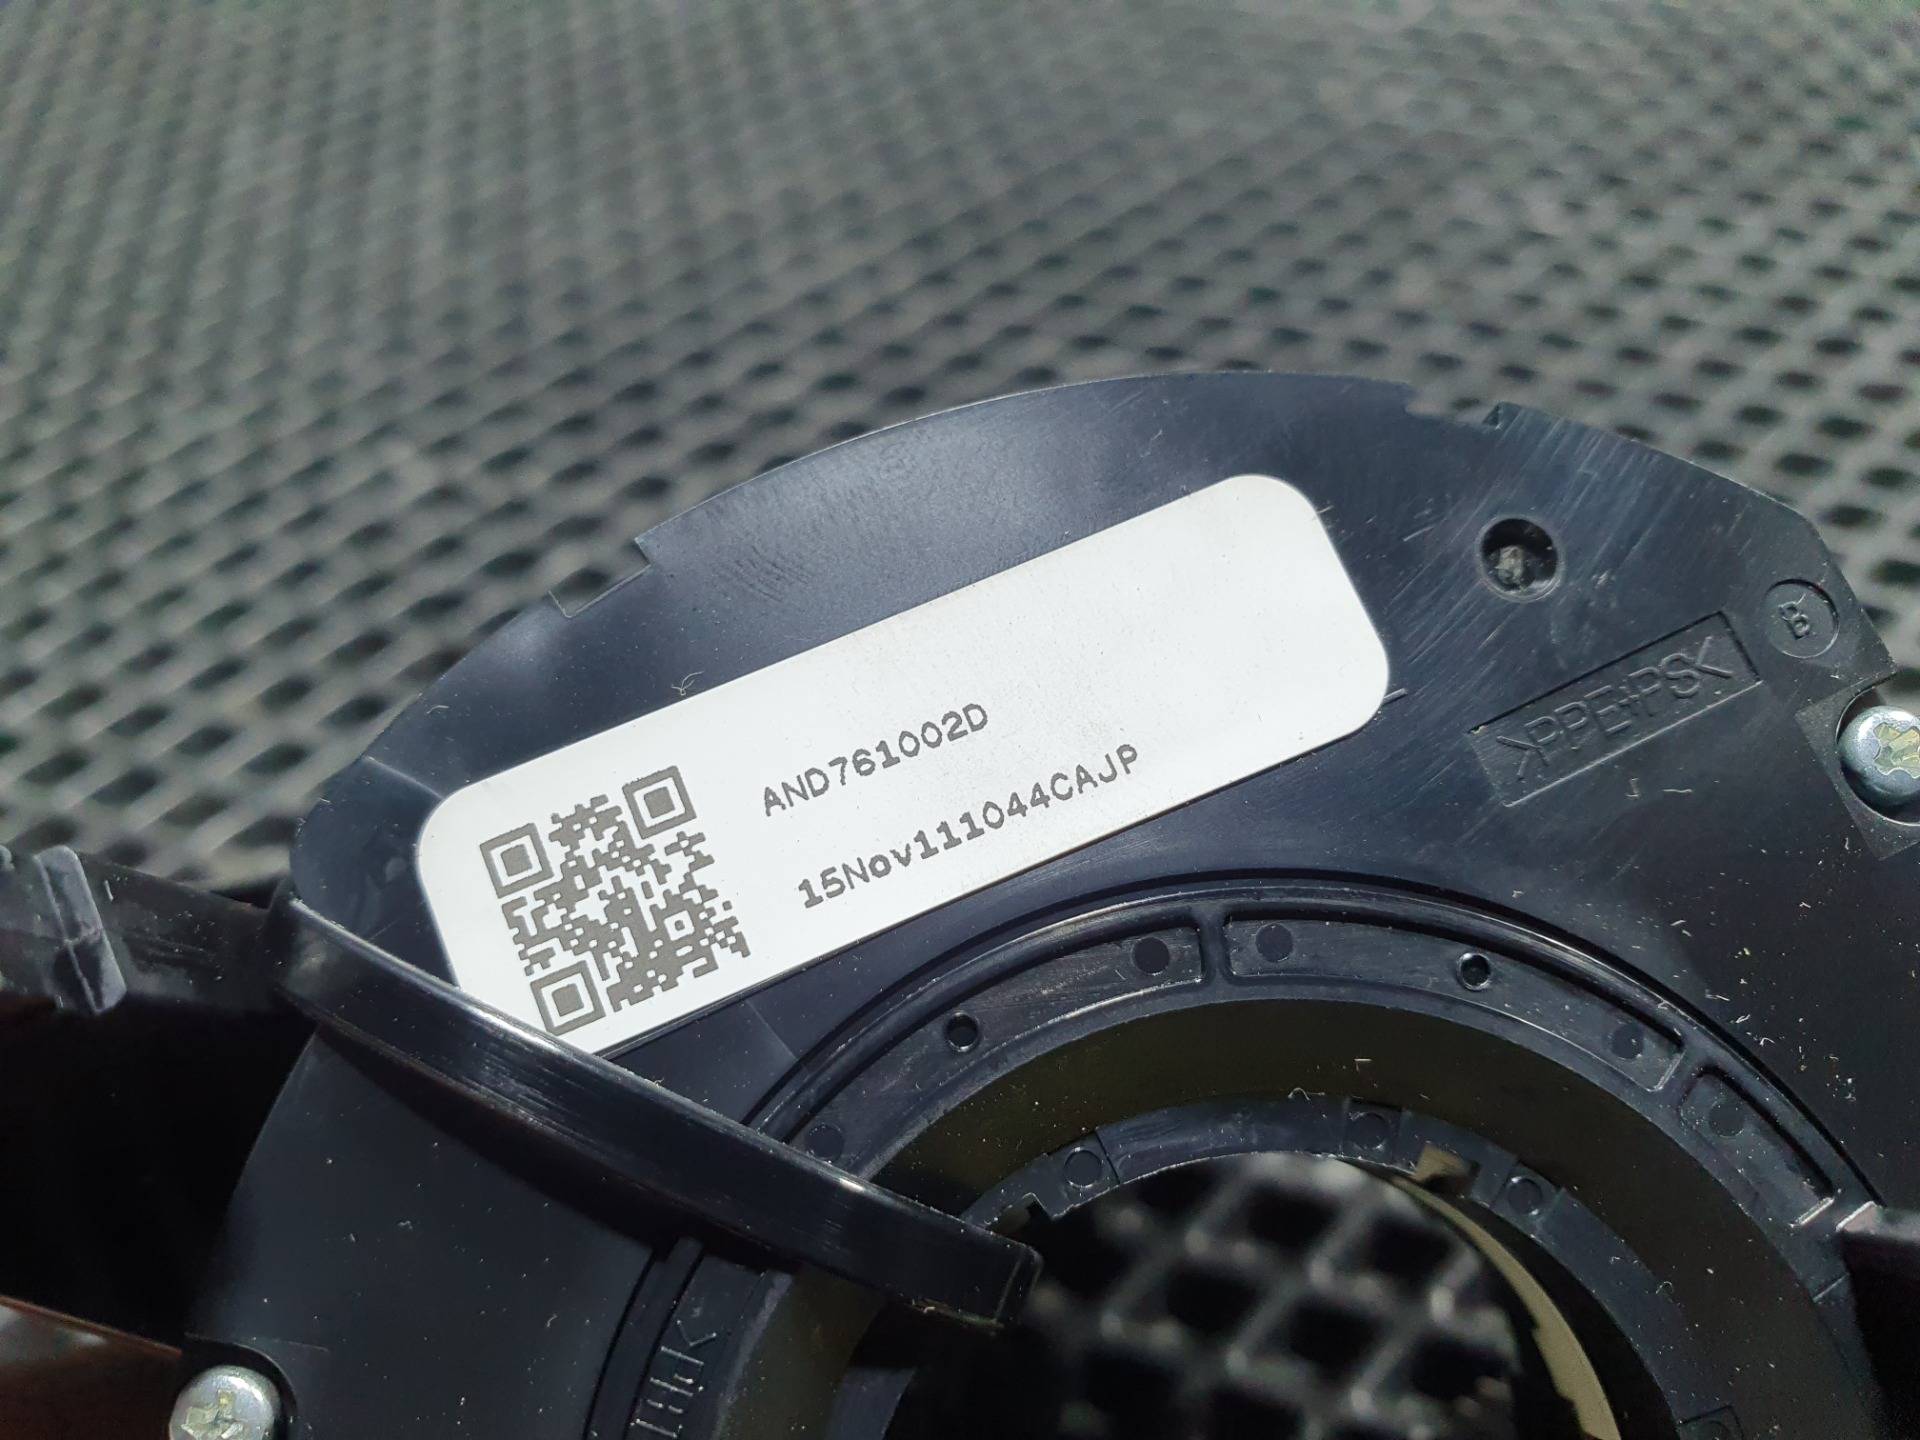 AND761002D
15Nov111044CAJP
>PPE+PS<
B